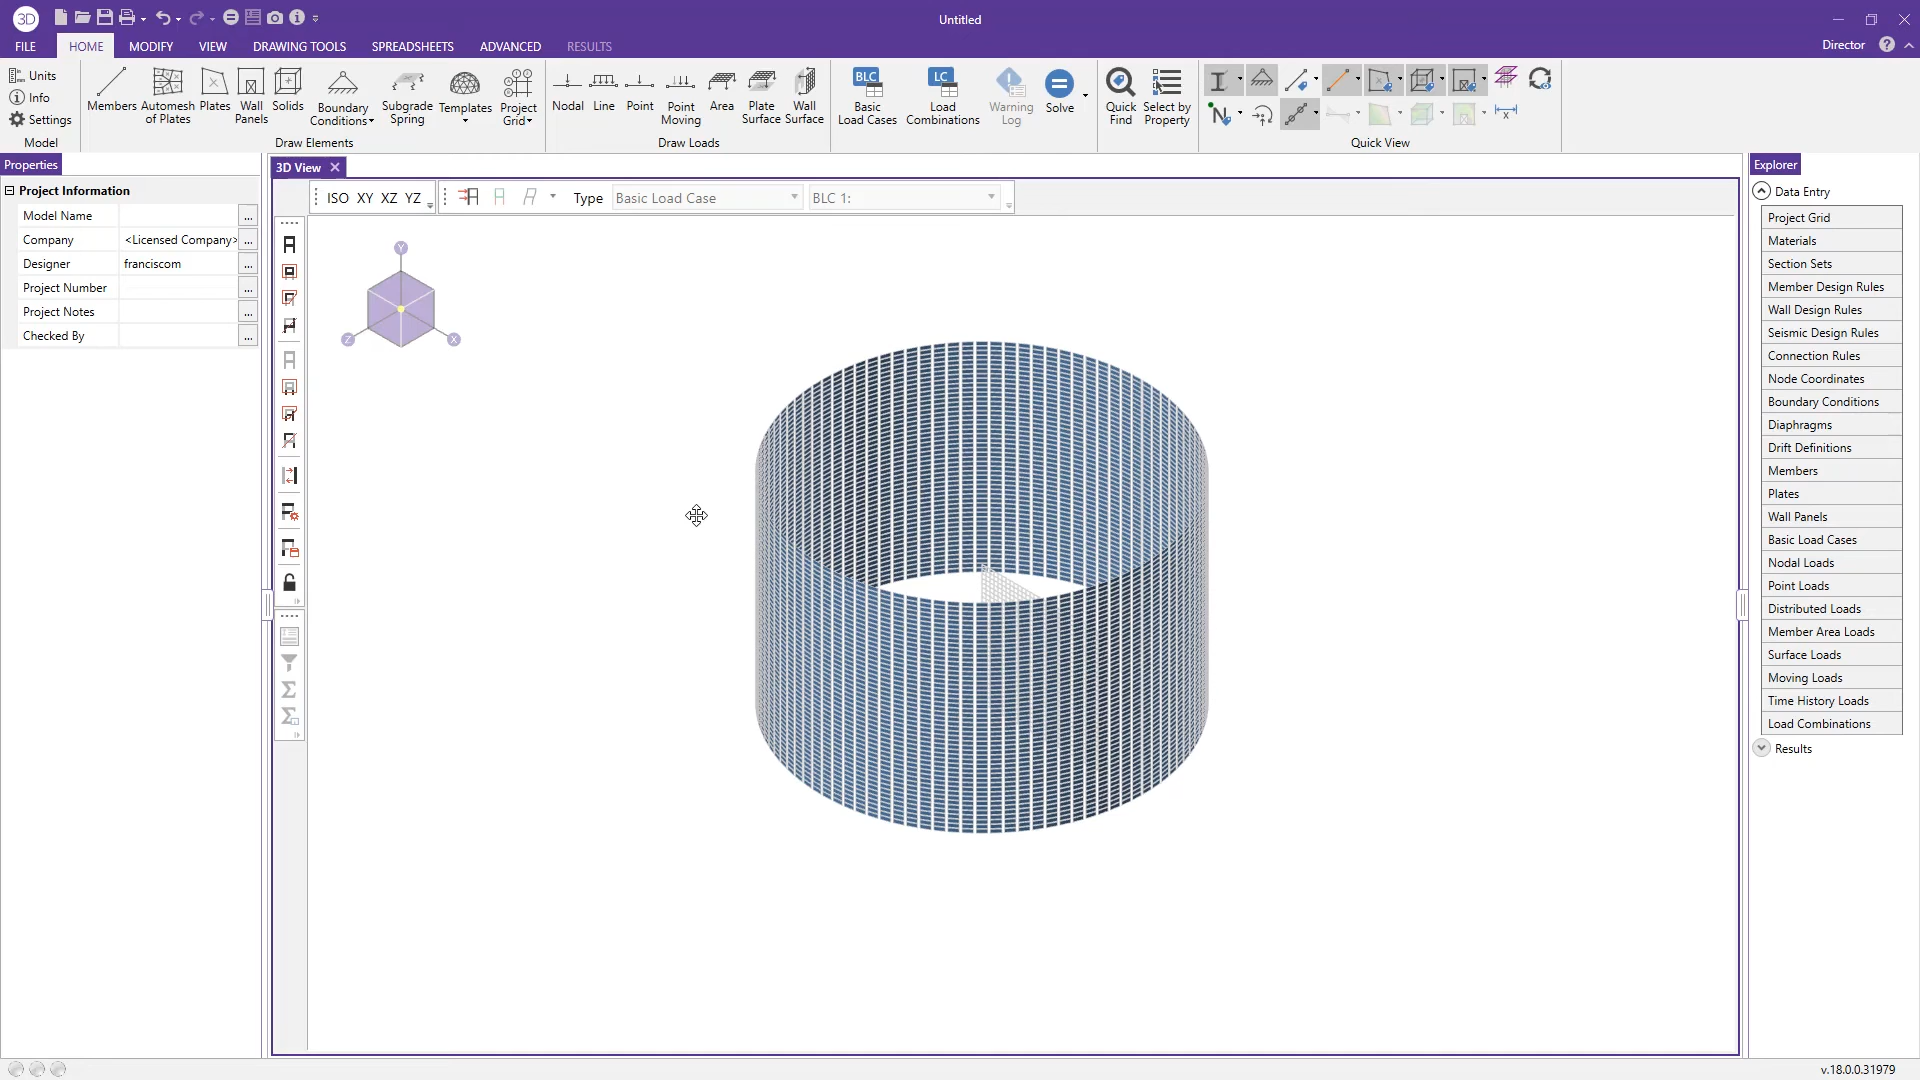 3D
Untitled
FILE HOME MODIFY VIEW DRAWING TOOLS SPREADSHEETS ADVANCED RESULTS
Director
Units
Info
Settings
Model
Members
Automesh of Plates
Plates
Wall Panels
Solids
Boundary Conditions
Subgrade Spring
Templates
Project Grid
Draw Elements
Nodal
Line
Point
Point Moving
Area
Plate Surface
Wall Surface
Draw Loads
BLC
Basic Load Cases
LC
Load Combinations
Warning Log
Solve
Quick Find
Select by Property
N
Quick View
Properties
Project Information
Model Name ...
Company <Licensed Company> ...
Designer franciscom ...
Project Number ...
Project Notes ...
Checked By ...
3D View
ISO XY XZ YZ
Type Basic Load Case BLC 1:
Y
Z X
Explorer
Data Entry
Project Grid
Materials
Section Sets
Member Design Rules
Wall Design Rules
Seismic Design Rules
Connection Rules
Node Coordinates
Boundary Conditions
Diaphragms
Drift Definitions
Members
Plates
Wall Panels
Basic Load Cases
Nodal Loads
Point Loads
Distributed Loads
Member Area Loads
Surface Loads
Moving Loads
Time History Loads
Load Combinations
Results
v.18.0.0.31979